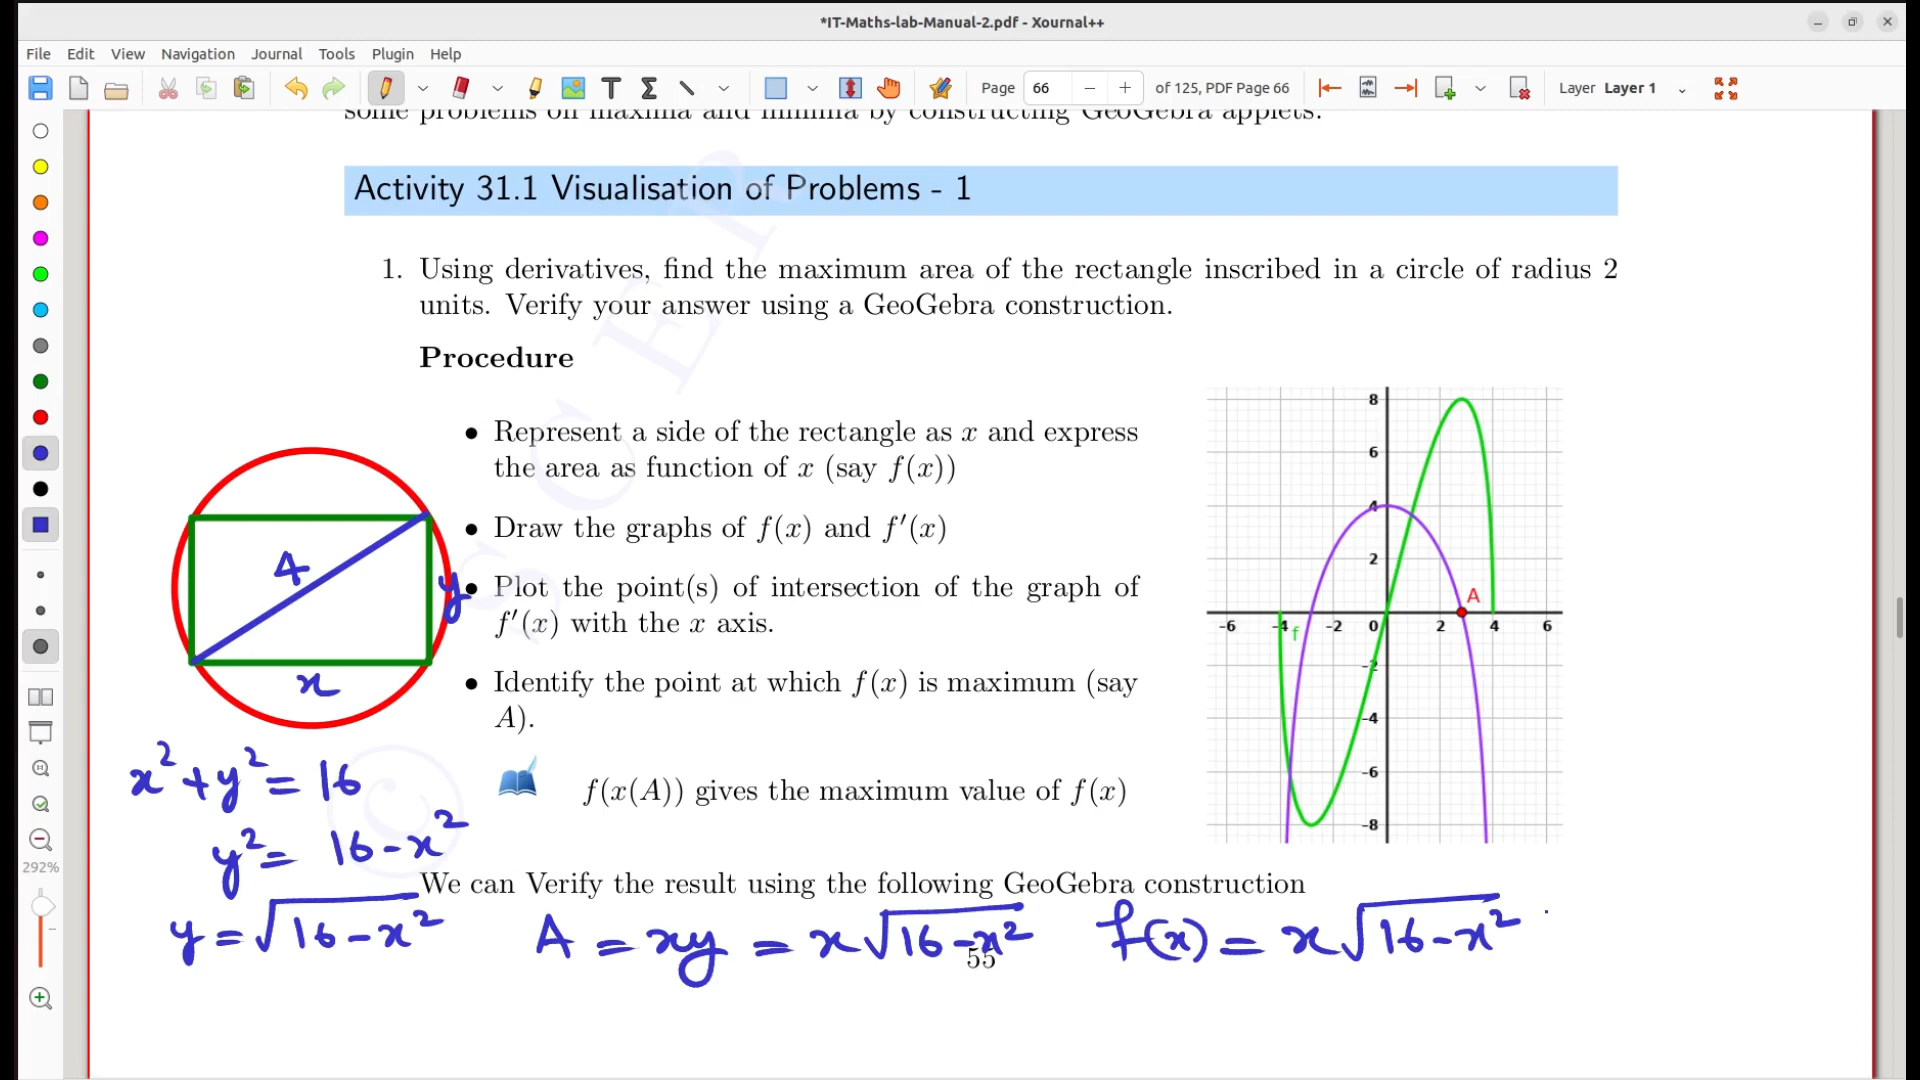 *IT-Maths-lab-Manual-2.pdf - Xournal++
File Edit View Navigation Journal Tools Plugin Help
Page 66 of 125, PDF Page 66 Layer Layer 1
some problems on maxima and minima by constructing GeoGebra applets.
Activity 31.1 Visualisation of Problems - 1
1. Using derivatives, find the maximum area of the rectangle inscribed in a circle of radius 2
units. Verify your answer using a GeoGebra construction.
Procedure
• Represent a side of the rectangle as x and express
the area as function of x (say f(x))
• Draw the graphs of f(x) and f′(x)
• Plot the point(s) of intersection of the graph of
f′(x) with the x axis.
• Identify the point at which f(x) is maximum (say
A).
f(x(A)) gives the maximum value of f(x)
We can Verify the result using the following GeoGebra construction
55
4
y
x
x²+y² = 16
y² = 16-x²
y = √(16-x²)
A = xy = x√(16-x²)
f(x) = x√(16-x²)
8
6
4
2
-6 -4 -2 0 2 4 6
-2
-4
-6
-8
f
A
292%
© SCER